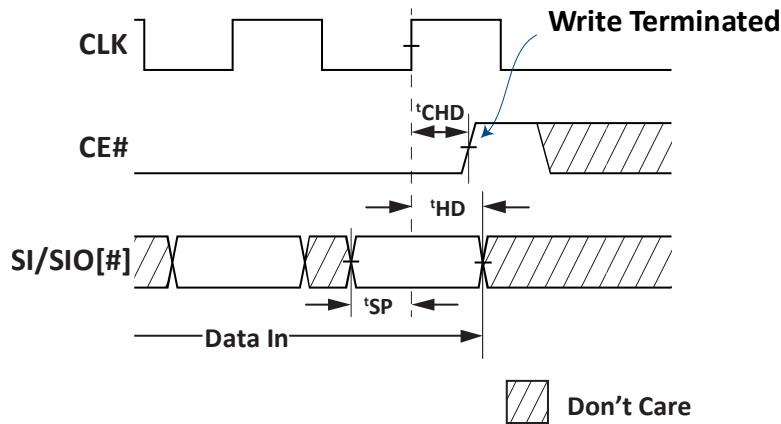 Write Terminated
CLK
tCHD
CE#
tHD
SI/SIO[#]
tSP
Data In
Don't Care